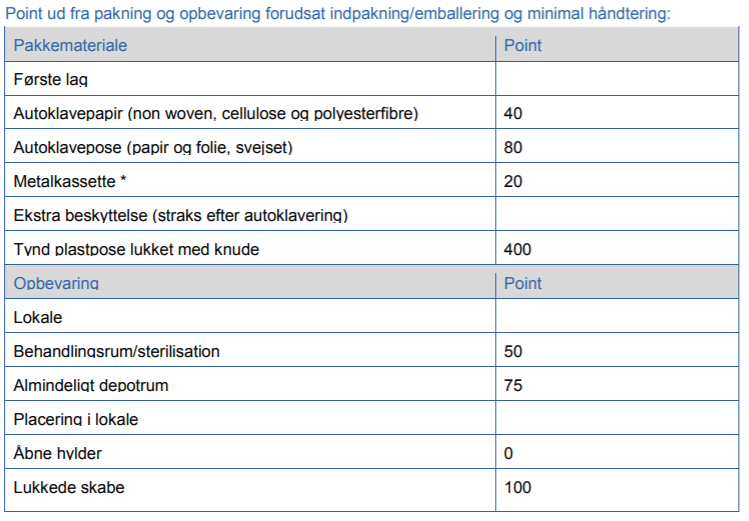 Point ud fra pakning og opbevaring forudsat indpakning/emballering og minimal håndtering:
Pakkemateriale Point
Første lag
Autoklavepapir (non woven, cellulose og polyesterfibre) 40
Autoklavepose (papir og folie, svejset) 80
Metalkassette * 20
Ekstra beskyttelse (straks efter autoklavering)
Tynd plastpose lukket med knude 400
Opbevaring Point
Lokale
Behandlingsrum/sterilisation 50
Almindeligt depotrum 75
Placering i lokale
Åbne hylder 0
Lukkede skabe 100